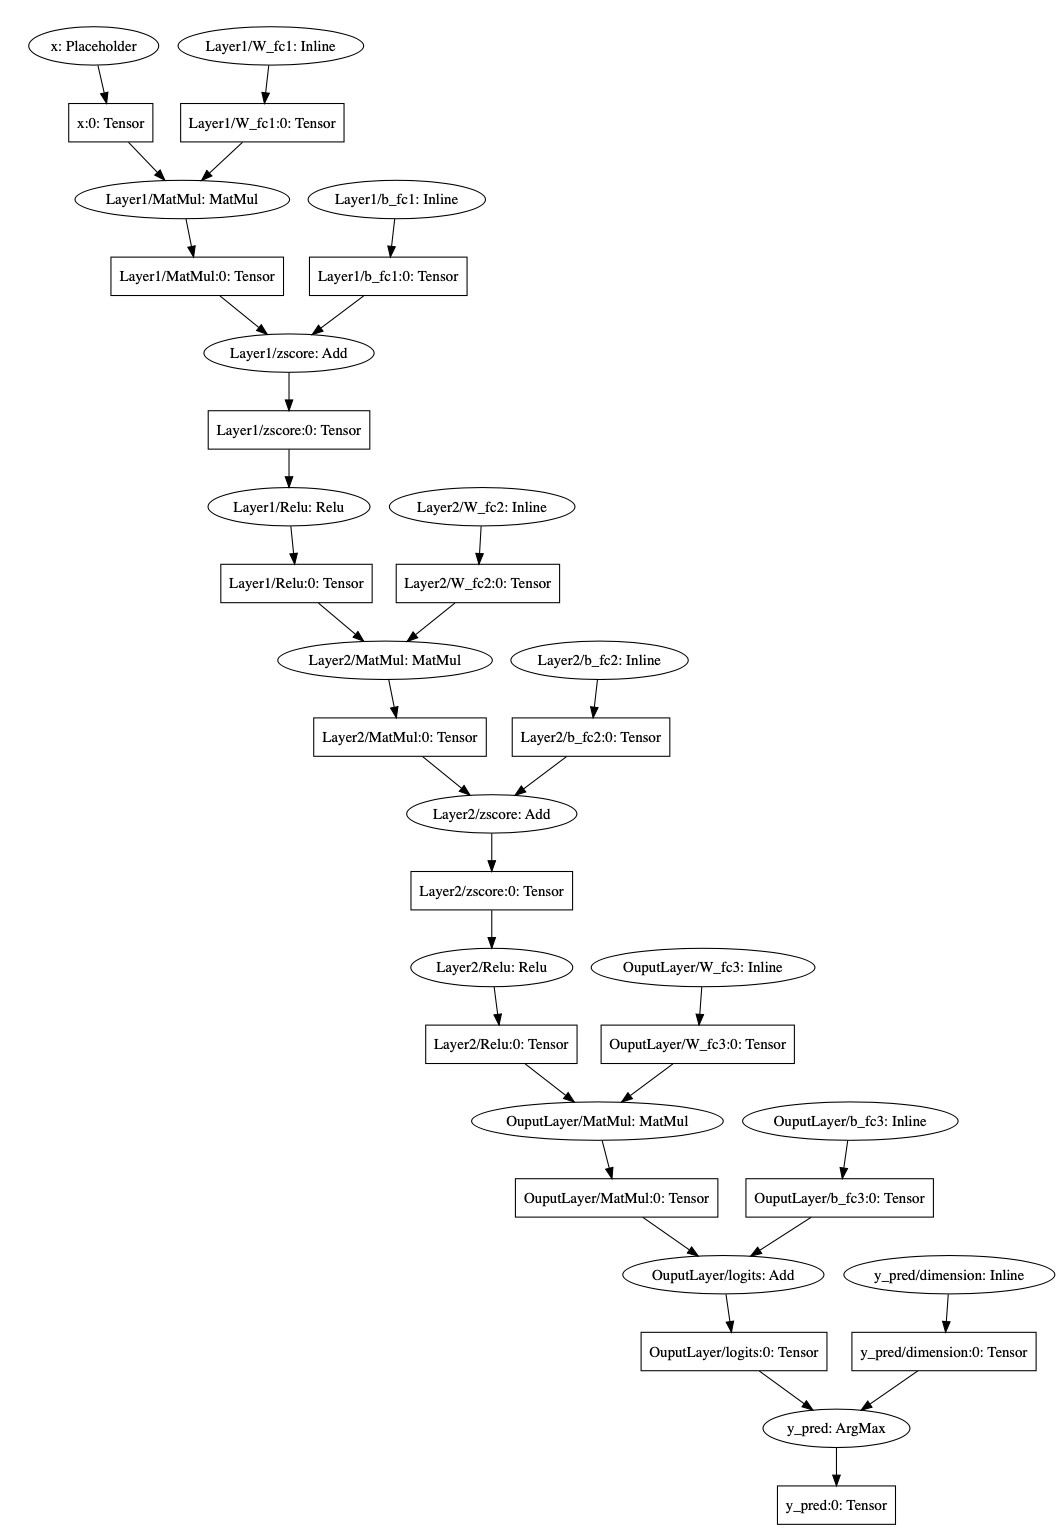 x: Placeholder
Layer1/W_fc1: Inline
x:0: Tensor
Layer1/W_fc1:0: Tensor
Layer1/MatMul: MatMul
Layer1/b_fc1: Inline
Layer1/MatMul:0: Tensor
Layer1/b_fc1:0: Tensor
Layer1/zscore: Add
Layer1/zscore:0: Tensor
Layer1/Relu: Relu
Layer2/W_fc2: Inline
Layer1/Relu:0: Tensor
Layer2/W_fc2:0: Tensor
Layer2/MatMul: MatMul
Layer2/b_fc2: Inline
Layer2/MatMul:0: Tensor
Layer2/b_fc2:0: Tensor
Layer2/zscore: Add
Layer2/zscore:0: Tensor
Layer2/Relu: Relu
OuputLayer/W_fc3: Inline
Layer2/Relu:0: Tensor
OuputLayer/W_fc3:0: Tensor
OuputLayer/MatMul: MatMul
OuputLayer/b_fc3: Inline
OuputLayer/MatMul:0: Tensor
OuputLayer/b_fc3:0: Tensor
OuputLayer/logits: Add
y_pred/dimension: Inline
OuputLayer/logits:0: Tensor
y_pred/dimension:0: Tensor
y_pred: ArgMax
y_pred:0: Tensor